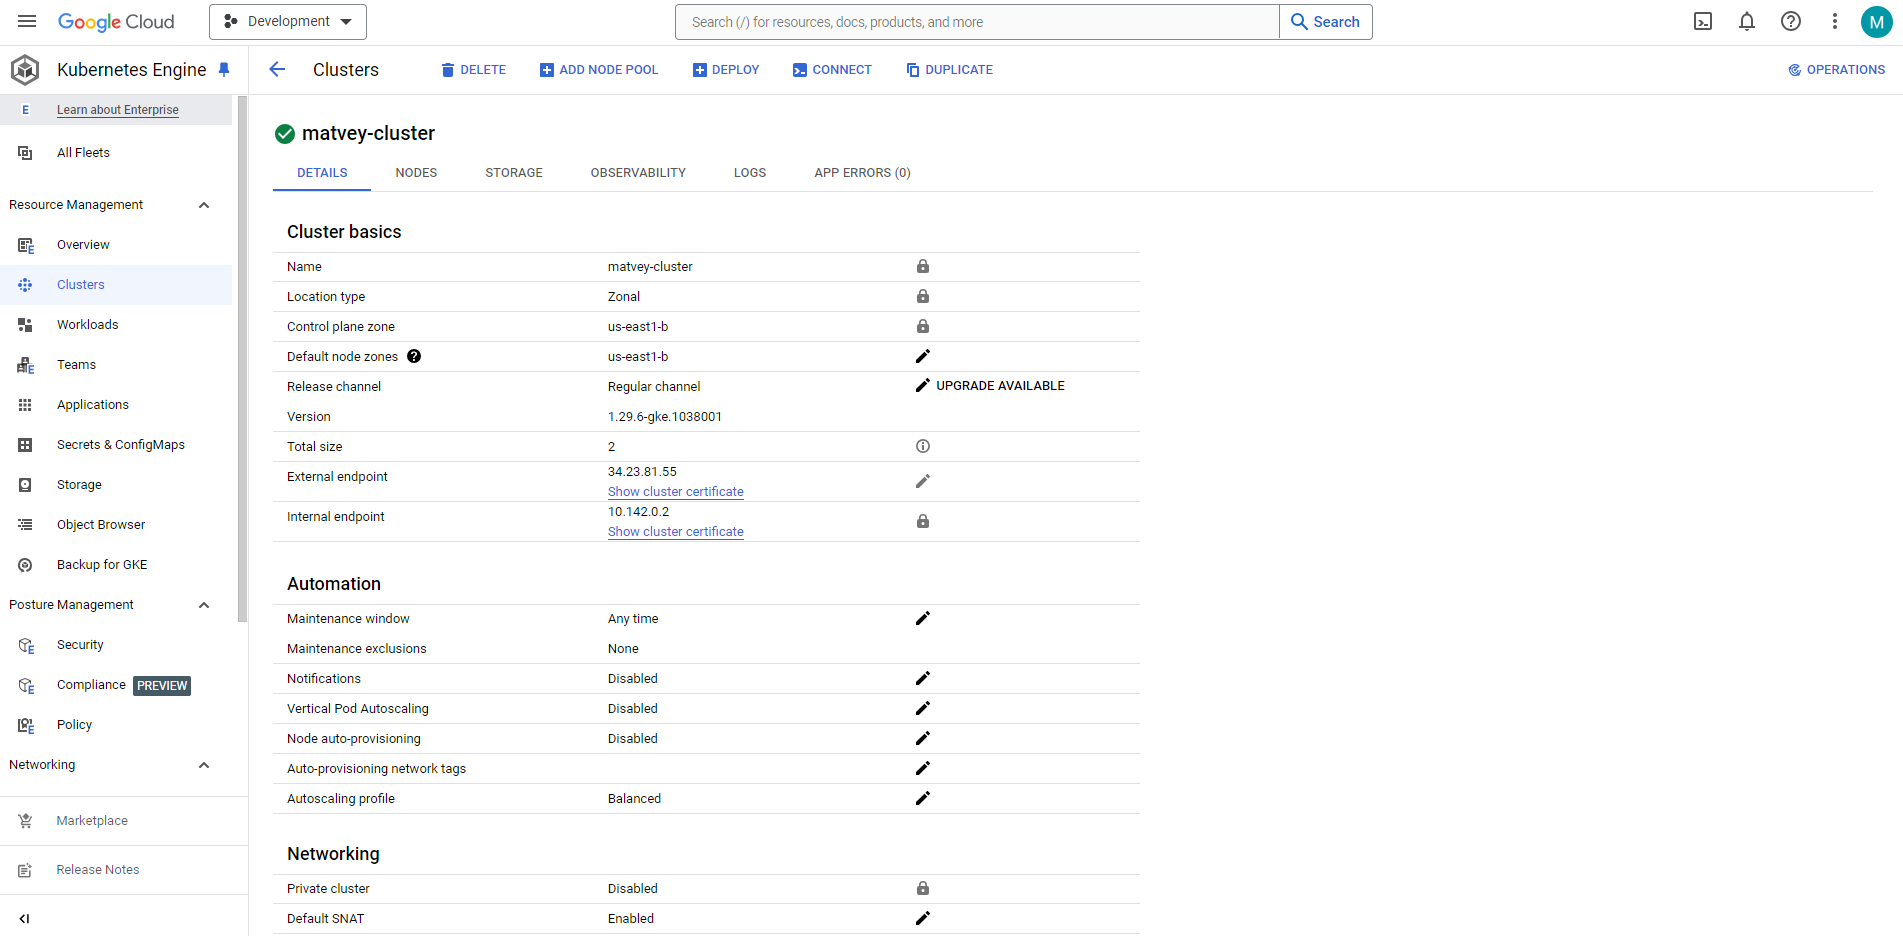 Google Cloud
Development
Search (/) for resources, docs, products, and more
Search
M
Kubernetes Engine
Clusters
DELETE
ADD NODE POOL
DEPLOY
CONNECT
DUPLICATE
OPERATIONS
E
Learn about Enterprise
All Fleets
Resource Management
E
Overview
Clusters
Workloads
E
Teams
Applications
Secrets & ConfigMaps
Storage
Object Browser
Backup for GKE
Posture Management
E
Security
E
Compliance PREVIEW
E
Policy
Networking
Marketplace
Release Notes
matvey-cluster
DETAILS
NODES
STORAGE
OBSERVABILITY
LOGS
APP ERRORS (0)
Cluster basics
Name matvey-cluster
Location type Zonal
Control plane zone us-east1-b
Default node zones ? us-east1-b
Release channel Regular channel UPGRADE AVAILABLE
Version 1.29.6-gke.1038001
Total size 2
External endpoint 34.23.81.55
Show cluster certificate
Internal endpoint 10.142.0.2
Show cluster certificate
Automation
Maintenance window Any time
Maintenance exclusions None
Notifications Disabled
Vertical Pod Autoscaling Disabled
Node auto-provisioning Disabled
Auto-provisioning network tags
Autoscaling profile Balanced
Networking
Private cluster Disabled
Default SNAT Enabled